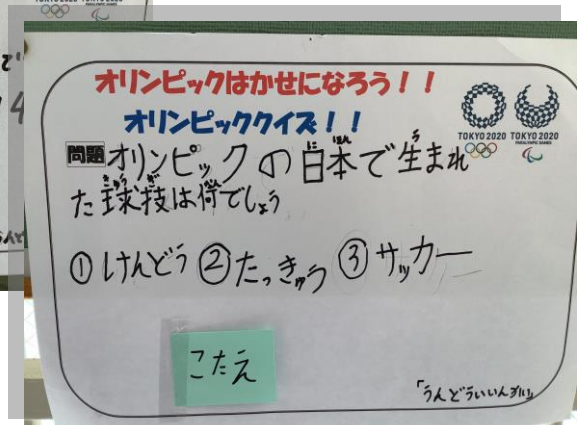 TOKYO 2020
オリンピックはかせになろう！！
オリンピッククイズ！！
TOKYO 2020 TOKYO 2020
PARALYMPIC GAMES
問題 オリンピックの日本で生まれ
た球技は何でしょう
①けんどう ②たっきゅう ③サッカー
こたえ
「うんどういいんかい」